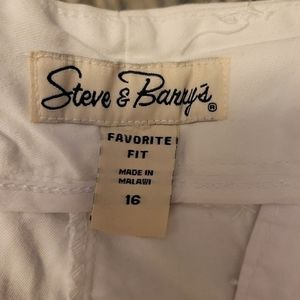 Steve & Barry's®
FAVORITE
FIT
MADE IN
MALAWI
16